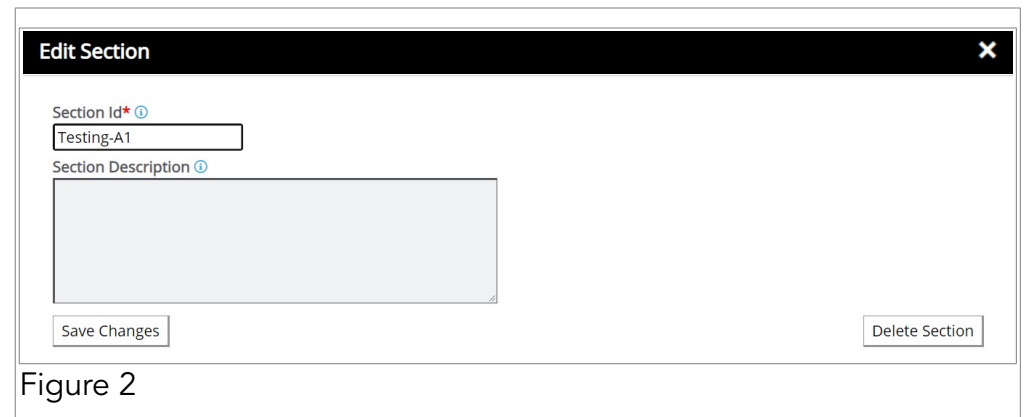 Edit Section
Section Id*
Testing-A1
Section Description
Save Changes
Delete Section
Figure 2